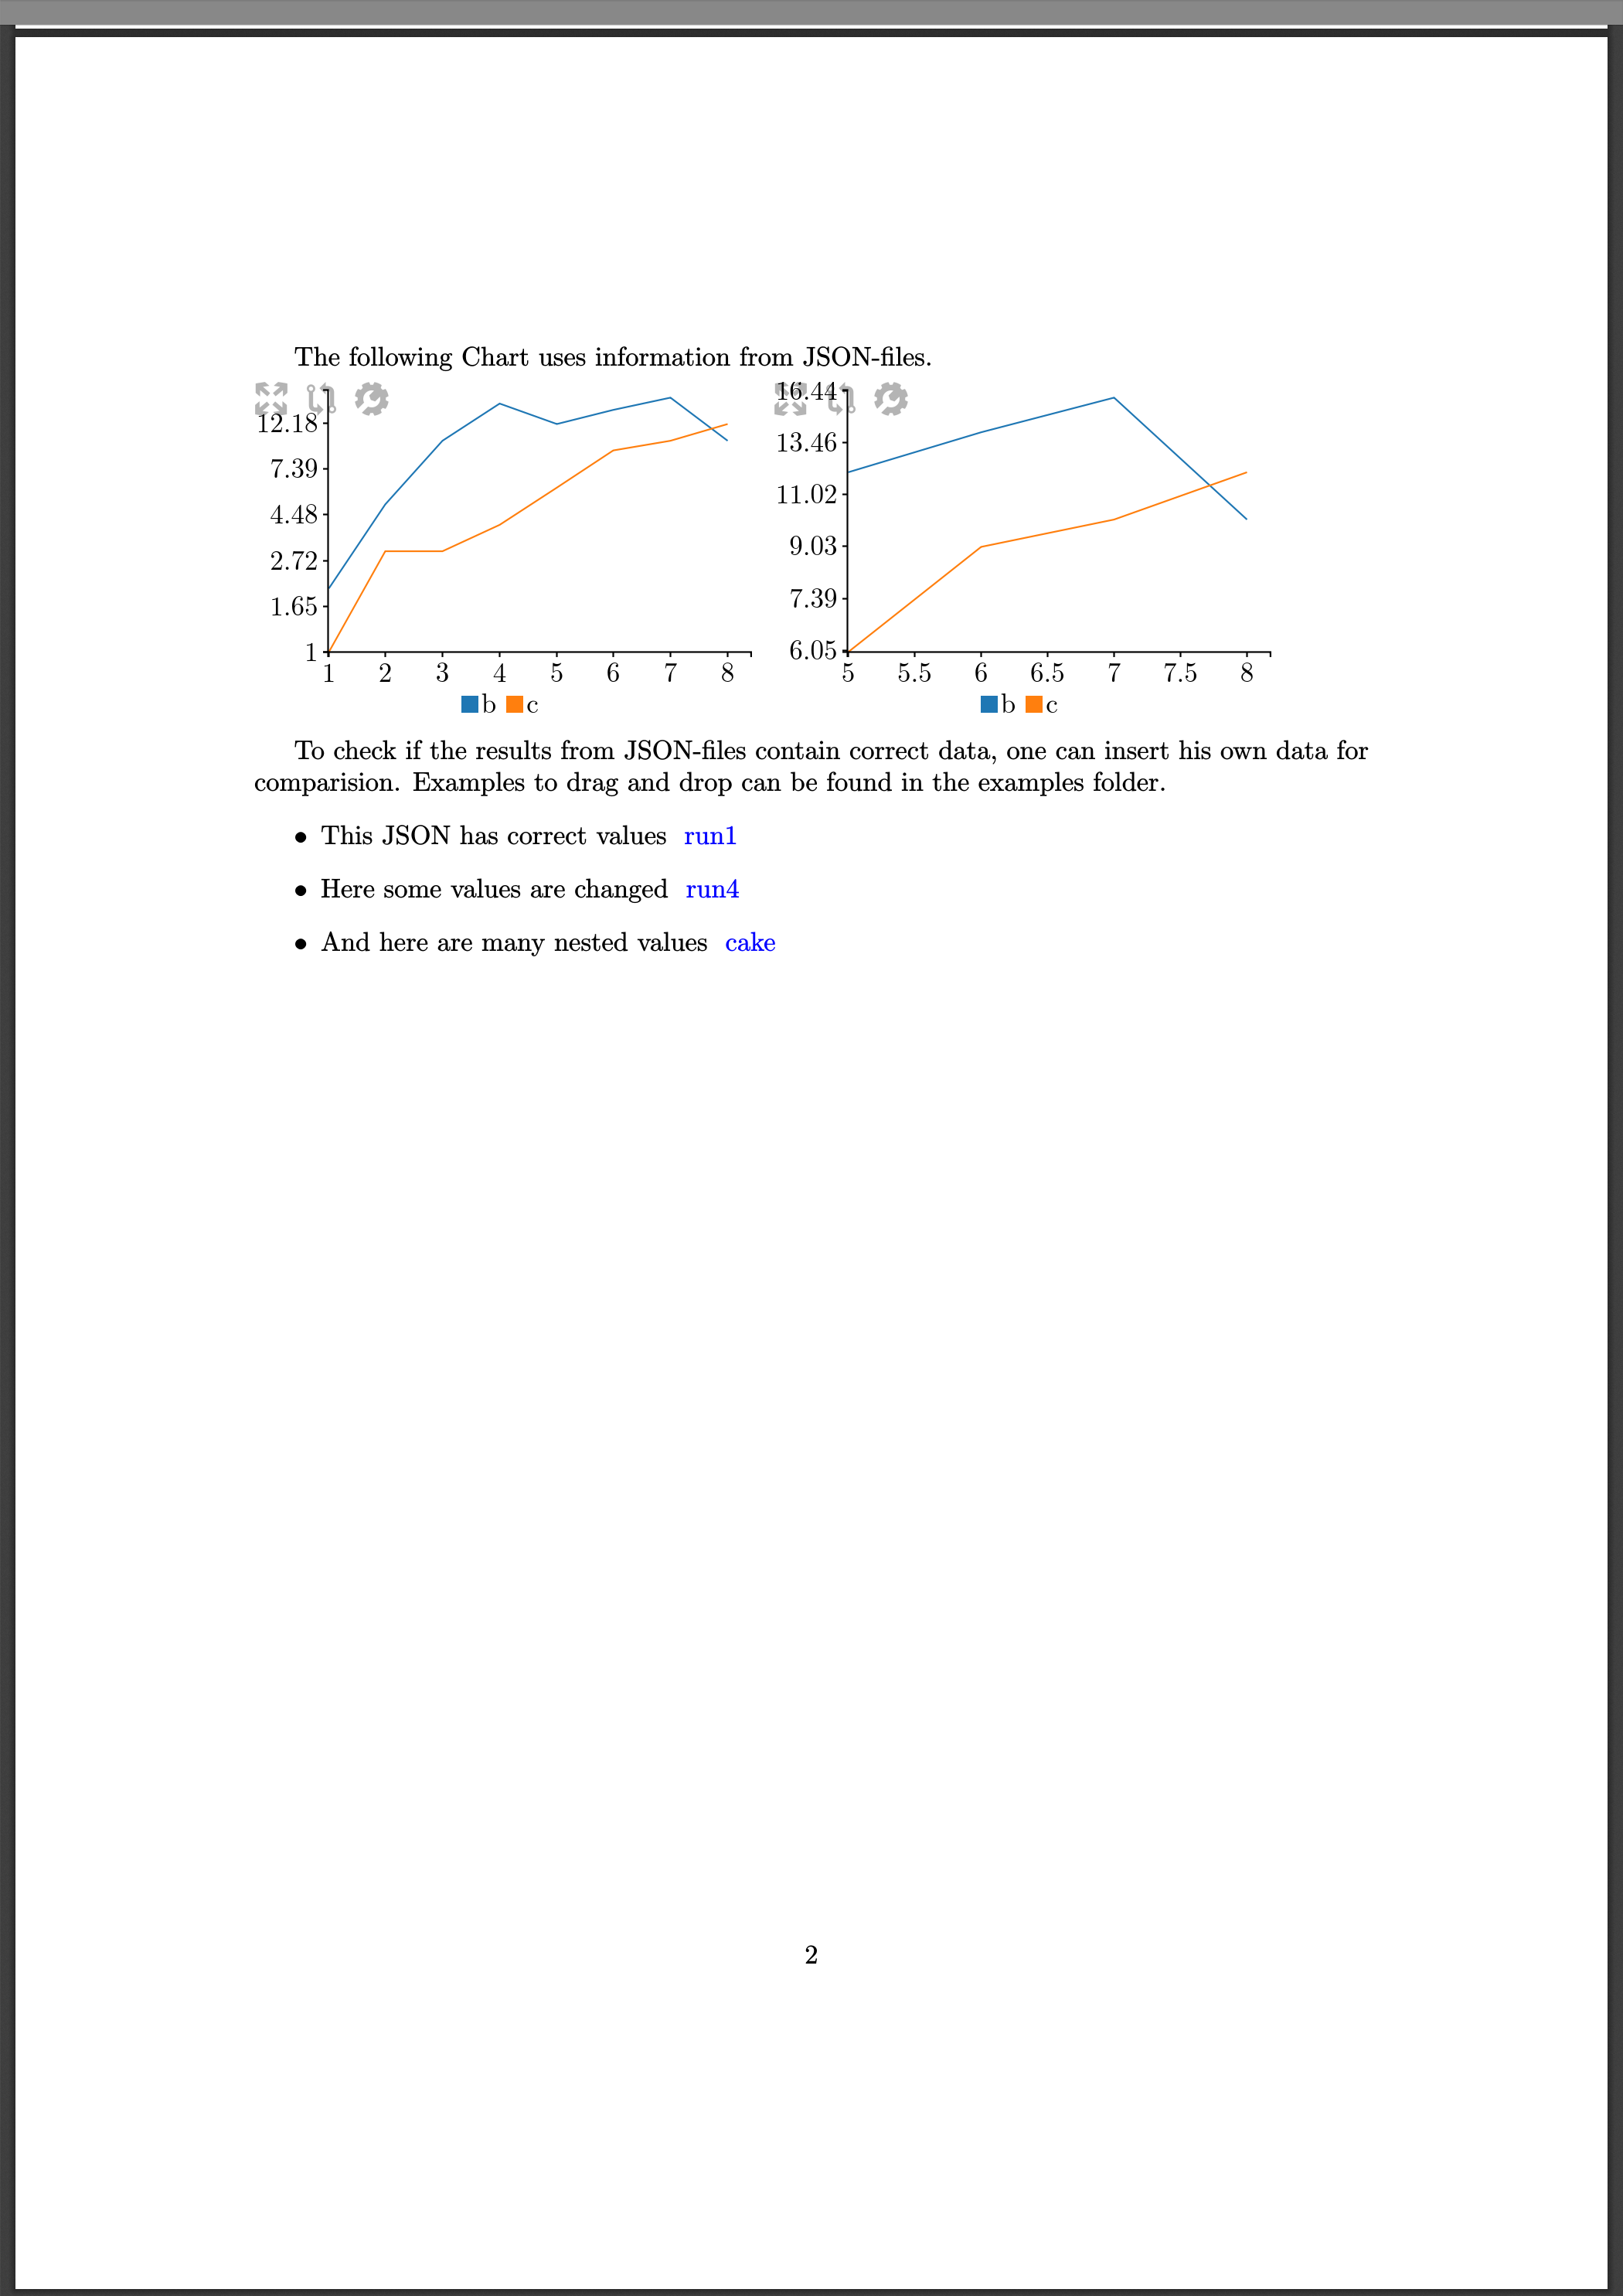 The following Chart uses information from JSON-files.
12.18
7.39
4.48
2.72
1.65
1
1 2 3 4 5 6 7 8
b c
16.44
13.46
11.02
9.03
7.39
6.05
5 5.5 6 6.5 7 7.5 8
b c
To check if the results from JSON-files contain correct data, one can insert his own data for
comparision. Examples to drag and drop can be found in the examples folder.
• This JSON has correct values run1
• Here some values are changed run4
• And here are many nested values cake
2